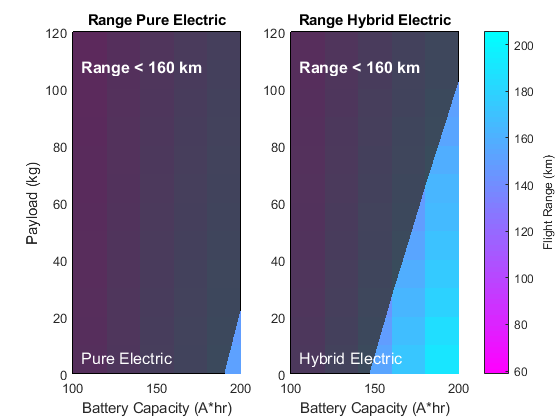 Range Pure Electric
Range Hybrid Electric
120
100
80
60
40
20
0
Payload (kg)
Range < 160 km
Pure Electric
100
150
200
Battery Capacity (A*hr)
120
100
80
60
40
20
0
Range < 160 km
Hybrid Electric
100
150
200
Battery Capacity (A*hr)
200
180
160
140
120
100
80
60
Flight Range (km)